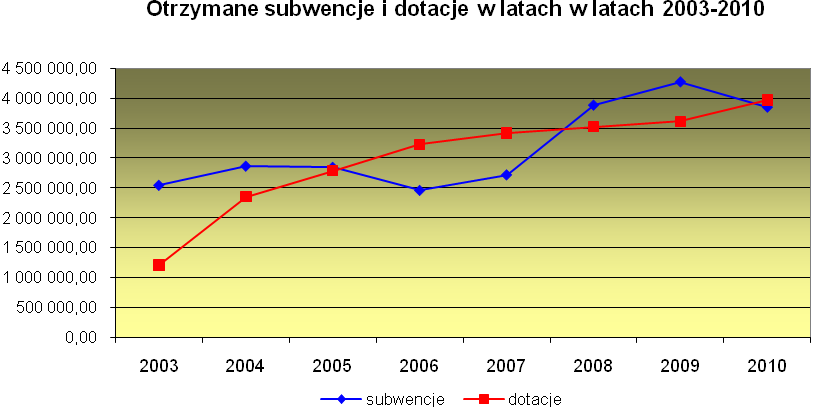 Otrzymane subwencje i dotacje w latach w latach 2003-2010
4 500 000,00
4 000 000,00
3 500 000,00
3 000 000,00
2 500 000,00
2 000 000,00
1 500 000,00
1 000 000,00
500 000,00
0,00
2003 2004 2005 2006 2007 2008 2009 2010
subwencje dotacje